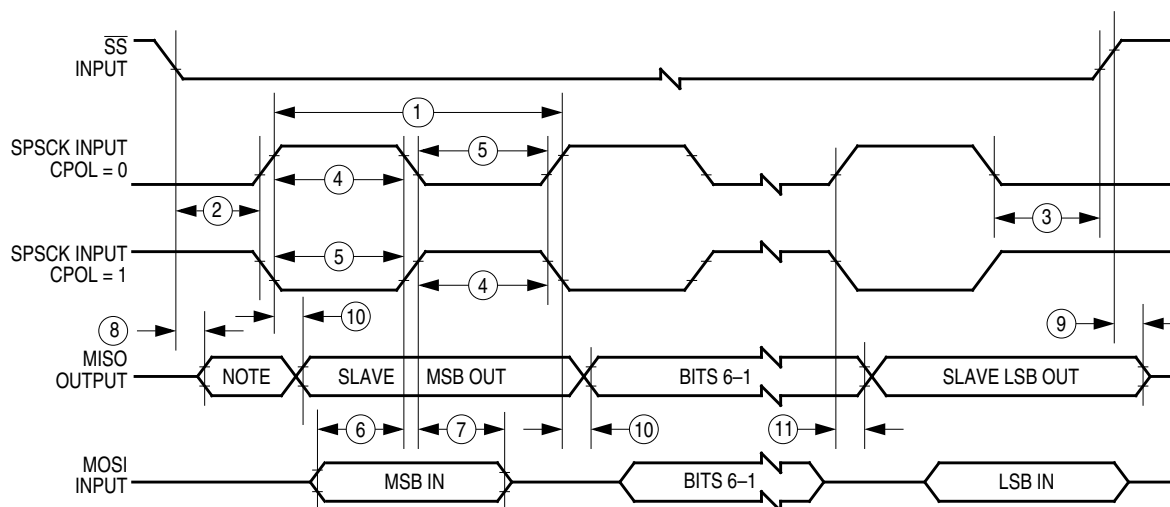 SS
INPUT
1
SPSCK INPUT
CPOL = 0
5
4
2
3
SPSCK INPUT
CPOL = 1
5
4
8
10
9
MISO
OUTPUT
NOTE
SLAVE MSB OUT
BITS 6–1
SLAVE LSB OUT
6
7
10
11
MOSI
INPUT
MSB IN
BITS 6–1
LSB IN